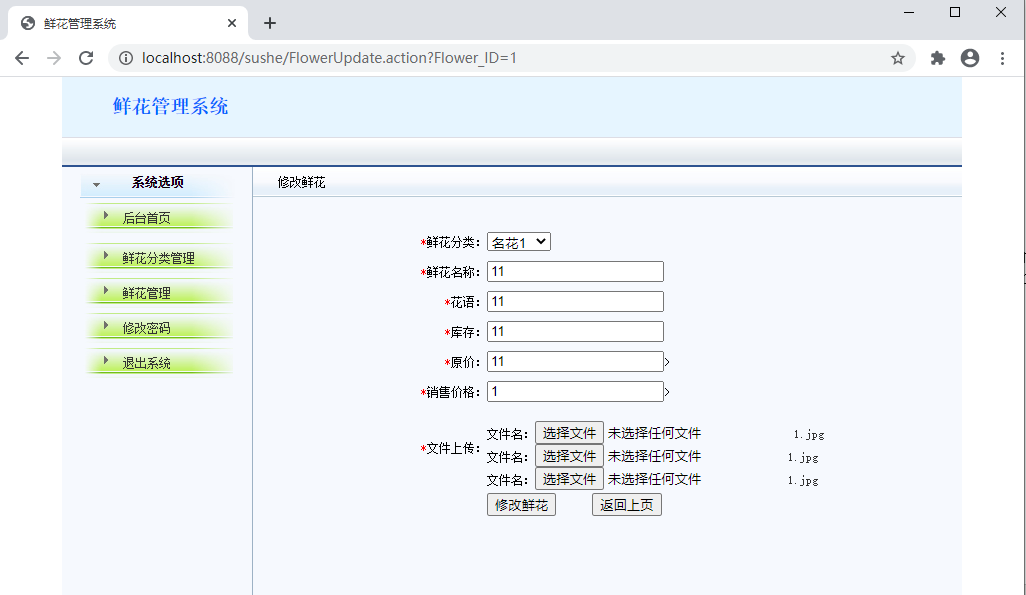 鲜花管理系统
localhost:8088/sushe/FlowerUpdate.action?Flower_ID=1
鲜花管理系统
系统选项
修改鲜花
后台首页
鲜花分类管理
鲜花管理
修改密码
退出系统
*鲜花分类： 名花1
*鲜花名称： 11
*花语： 11
*库存： 11
*原价： 11 >
*销售价格： 1 >
*文件上传：
文件名： 选择文件 未选择任何文件 1.jpg
文件名： 选择文件 未选择任何文件 1.jpg
文件名： 选择文件 未选择任何文件 1.jpg
修改鲜花 返回上页